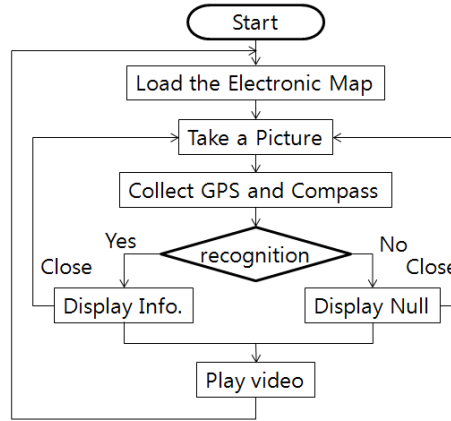 Start
Load the Electronic Map
Take a Picture
Collect GPS and Compass
recognition
Yes
No
Close
Close
Display Info.
Display Null
Play video